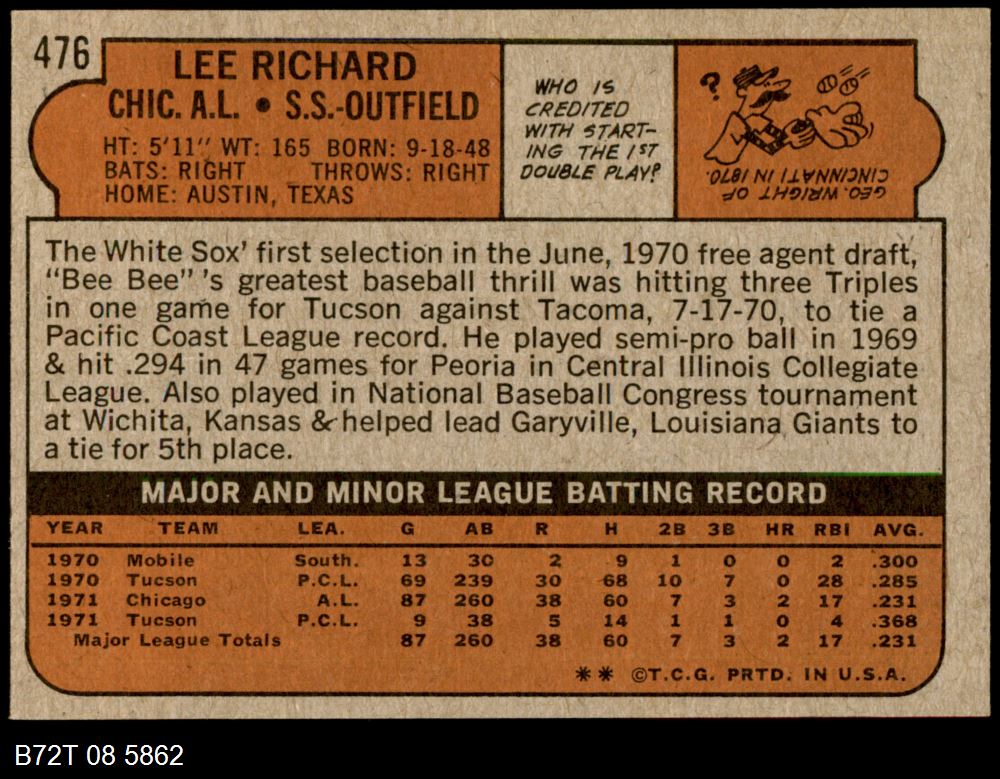 476
LEE RICHARD
CHIC. A.L. • S.S.-OUTFIELD
HT: 5'11" WT: 165 BORN: 9-18-48
BATS: RIGHT THROWS: RIGHT
HOME: AUSTIN, TEXAS
WHO IS
CREDITED
WITH START-
ING THE 1ST
DOUBLE PLAY?
?
GEO. WRIGHT OF
CINCINNATI IN 1870.
The White Sox' first selection in the June, 1970 free agent draft,
"Bee Bee" 's greatest baseball thrill was hitting three Triples
in one game for Tucson against Tacoma, 7-17-70, to tie a
Pacific Coast League record. He played semi-pro ball in 1969
& hit .294 in 47 games for Peoria in Central Illinois Collegiate
League. Also played in National Baseball Congress tournament
at Wichita, Kansas & helped lead Garyville, Louisiana Giants to
a tie for 5th place.
MAJOR AND MINOR LEAGUE BATTING RECORD
YEAR TEAM LEA. G AB R H 2B 3B HR RBI AVG.
1970 Mobile South. 13 30 2 9 1 0 0 2 .300
1970 Tucson P.C.L. 69 239 30 68 10 7 0 28 .285
1971 Chicago A.L. 87 260 38 60 7 3 2 17 .231
1971 Tucson P.C.L. 9 38 5 14 1 1 0 4 .368
Major League Totals 87 260 38 60 7 3 2 17 .231
** ©T.C.G. PRTD. IN U.S.A.
B72T 08 5862